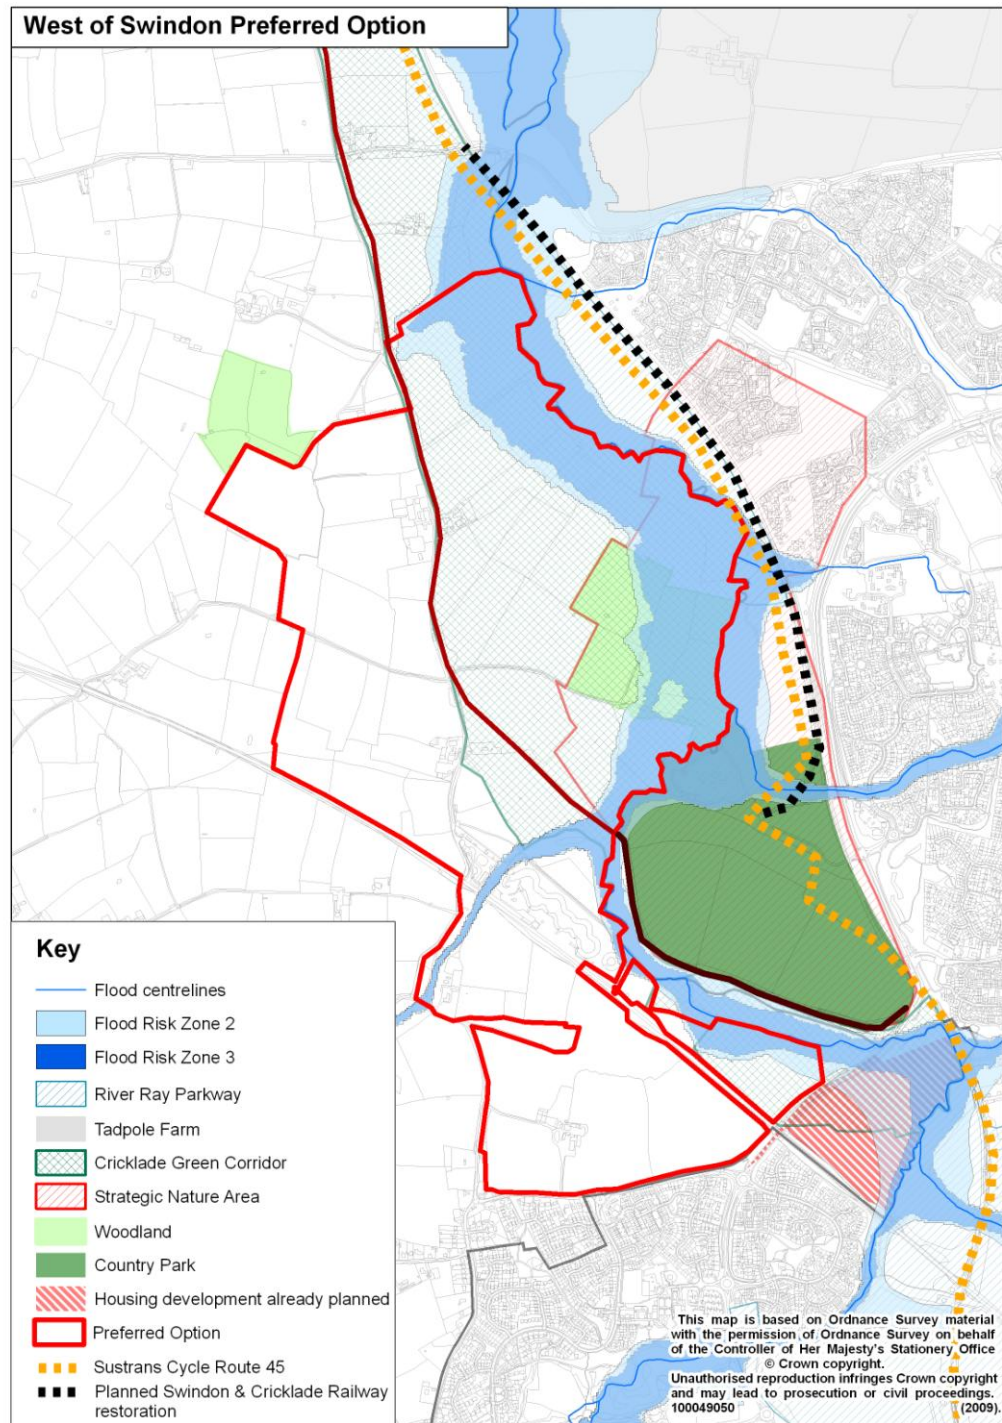 West of Swindon Preferred Option
Key
Flood centrelines
Flood Risk Zone 2
Flood Risk Zone 3
River Ray Parkway
Tadpole Farm
Cricklade Green Corridor
Strategic Nature Area
Woodland
Country Park
Housing development already planned
Preferred Option
Sustrans Cycle Route 45
Planned Swindon & Cricklade Railway
restoration
This map is based on Ordnance Survey material
with the permission of Ordnance Survey on behalf
of the Controller of Her Majesty's Stationery Office
© Crown copyright.
Unauthorised reproduction infringes Crown copyright
and may lead to prosecution or civil proceedings.
100049050 (2009).